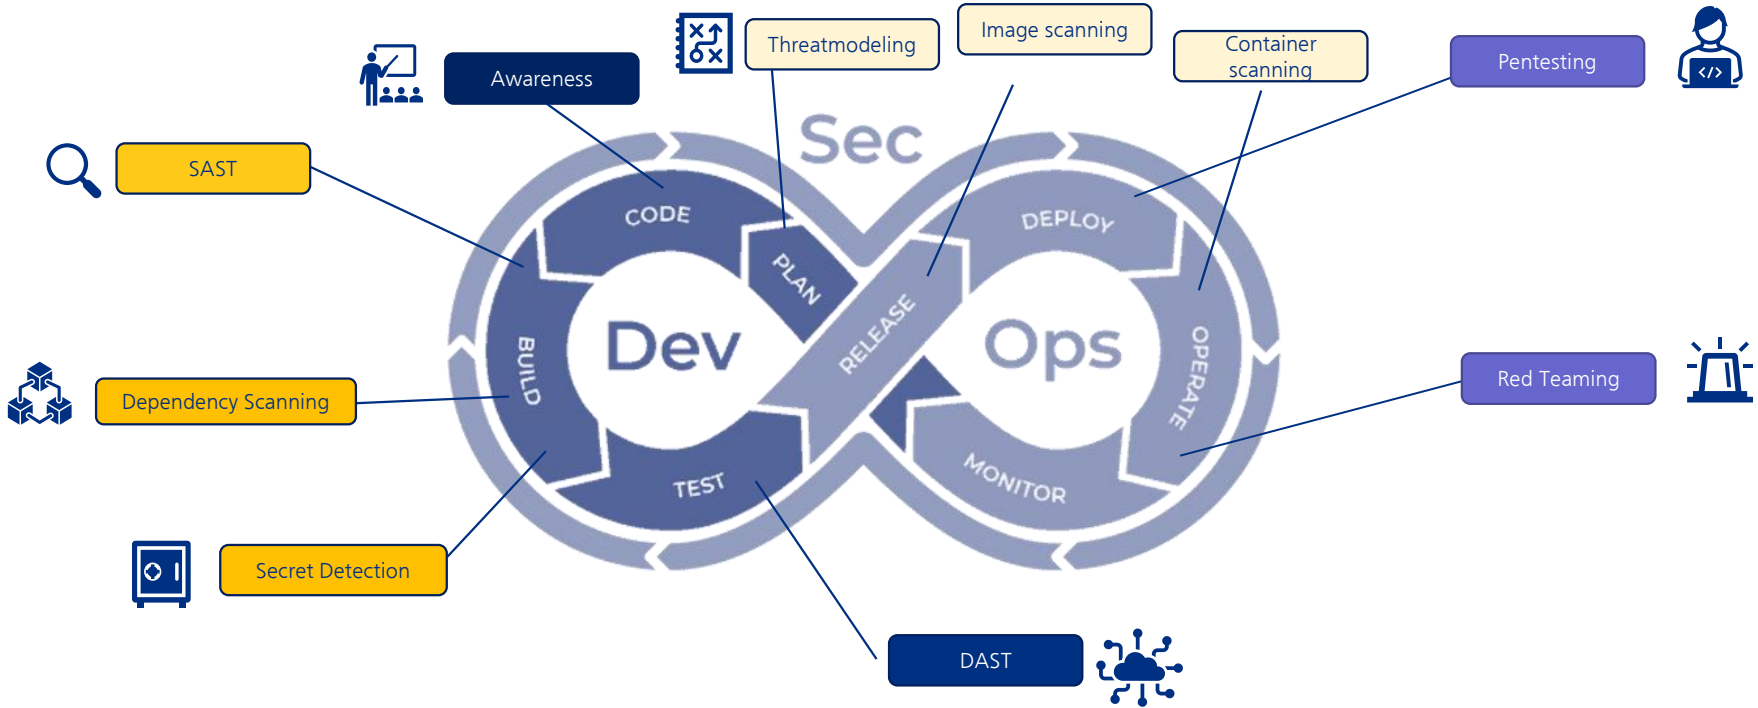 Image scanning
Threatmodeling
Container
scanning
Pentesting
Awareness
Sec
SAST
CODE
DEPLOY
PLAN
RELEASE
Dev
Ops
BUILD
OPERATE
Dependency Scanning
Red Teaming
TEST
MONITOR
Secret Detection
DAST